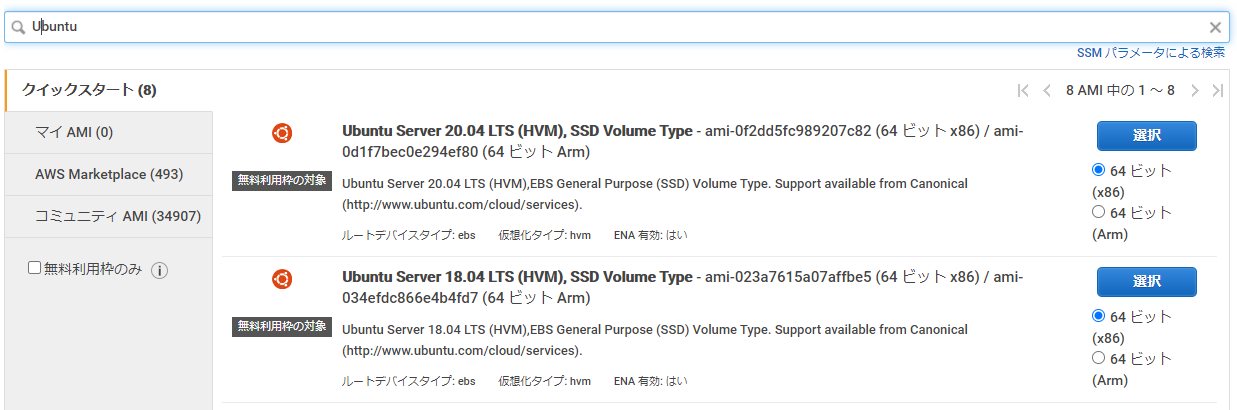 Ubuntu
SSM パラメータによる検索
クイックスタート (8)
8 AMI 中の 1 ~ 8
マイ AMI (0)
AWS Marketplace (493)
コミュニティ AMI (34907)
無料利用枠のみ
Ubuntu Server 20.04 LTS (HVM), SSD Volume Type - ami-0f2dd5fc989207c82 (64 ビット x86) / ami-
0d1f7bec0e294ef80 (64 ビット Arm)
無料利用枠の対象
Ubuntu Server 20.04 LTS (HVM),EBS General Purpose (SSD) Volume Type. Support available from Canonical
(http://www.ubuntu.com/cloud/services).
ルートデバイスタイプ: ebs 仮想化タイプ: hvm ENA 有効: はい
選択
64 ビット
(x86)
64 ビット
(Arm)
Ubuntu Server 18.04 LTS (HVM), SSD Volume Type - ami-023a7615a07affbe5 (64 ビット x86) / ami-
034efdc866e4b4fd7 (64 ビット Arm)
無料利用枠の対象
Ubuntu Server 18.04 LTS (HVM),EBS General Purpose (SSD) Volume Type. Support available from Canonical
(http://www.ubuntu.com/cloud/services).
ルートデバイスタイプ: ebs 仮想化タイプ: hvm ENA 有効: はい
選択
64 ビット
(x86)
64 ビット
(Arm)